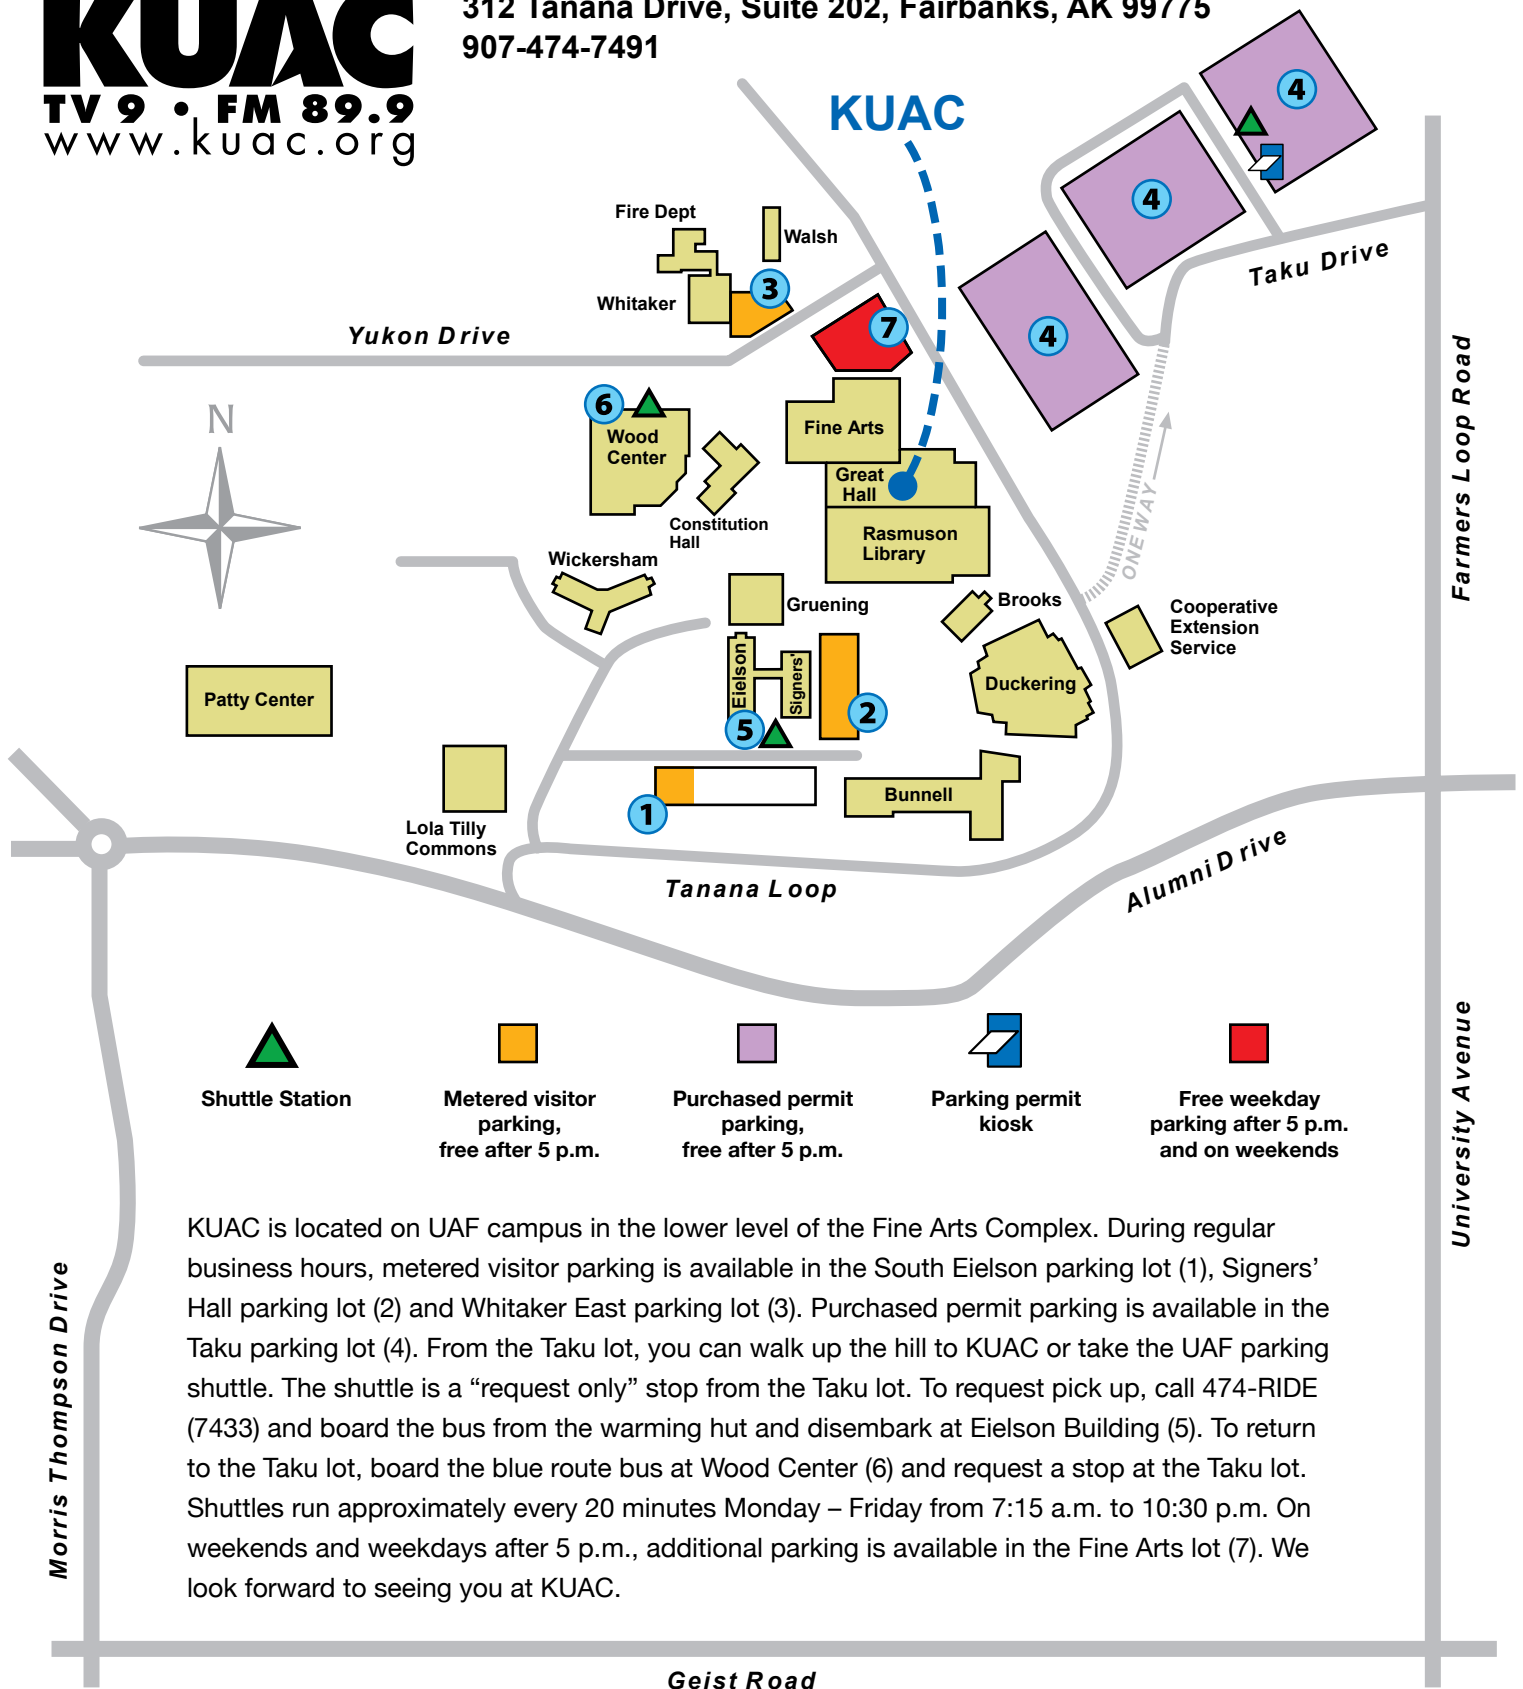 KUAC
TV 9 • FM 89.9
www.kuac.org
312 Tanana Drive, Suite 202, Fairbanks, AK 99775
907-474-7491
KUAC
4
4
4
Taku Drive
Farmers Loop Road
Fire Dept
Walsh
3
Whitaker
7
Yukon Drive
N
6
Wood
Center
Fine Arts
Great
Hall
Constitution
Hall
Rasmuson
Library
ONE WAY
Wickersham
Gruening
Brooks
Cooperative
Extension
Service
Patty Center
Eielson
Signers'
Duckering
2
5
1
Bunnell
Lola Tilly
Commons
Tanana Loop
Alumni Drive
Shuttle Station
Metered visitor
parking,
free after 5 p.m.
Purchased permit
parking,
free after 5 p.m.
Parking permit
kiosk
Free weekday
parking after 5 p.m.
and on weekends
University Avenue
Morris Thompson Drive
KUAC is located on UAF campus in the lower level of the Fine Arts Complex. During regular
business hours, metered visitor parking is available in the South Eielson parking lot (1), Signers’
Hall parking lot (2) and Whitaker East parking lot (3). Purchased permit parking is available in the
Taku parking lot (4). From the Taku lot, you can walk up the hill to KUAC or take the UAF parking
shuttle. The shuttle is a “request only” stop from the Taku lot. To request pick up, call 474-RIDE
(7433) and board the bus from the warming hut and disembark at Eielson Building (5). To return
to the Taku lot, board the blue route bus at Wood Center (6) and request a stop at the Taku lot.
Shuttles run approximately every 20 minutes Monday – Friday from 7:15 a.m. to 10:30 p.m. On
weekends and weekdays after 5 p.m., additional parking is available in the Fine Arts lot (7). We
look forward to seeing you at KUAC.
Geist Road